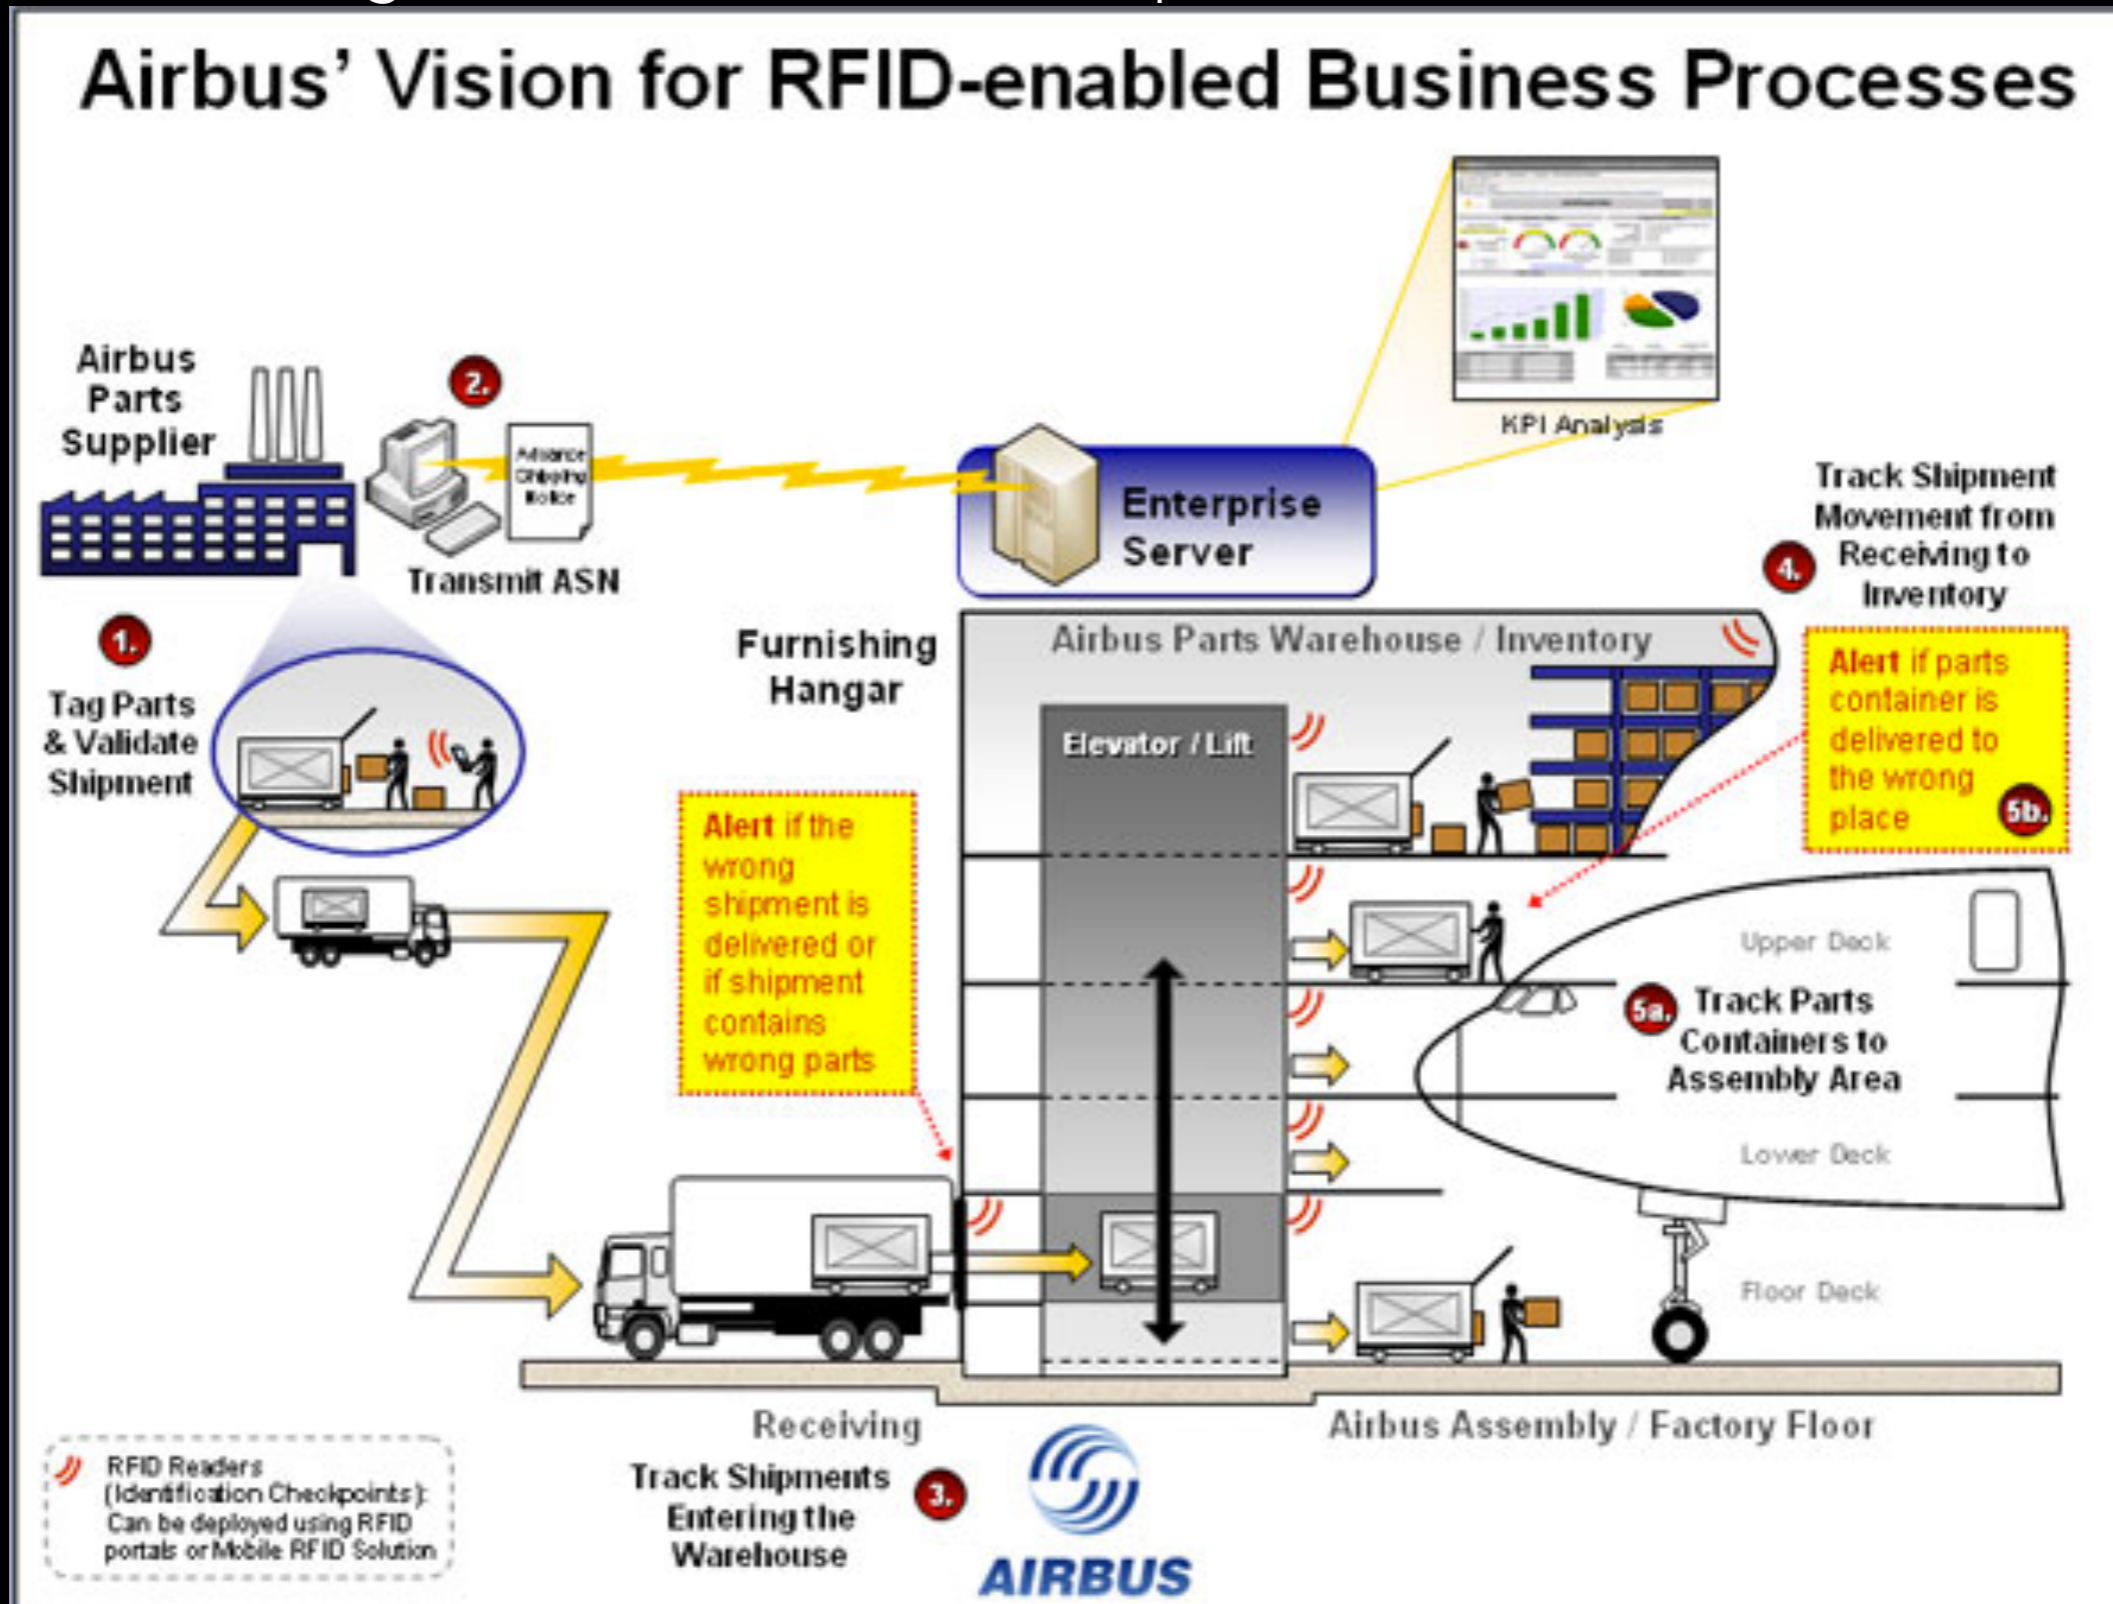 Airbus' Vision for RFID-enabled Business Processes
Airbus
Parts
Supplier
2.
Advance
Shipping
Notice
Transmit ASN
Enterprise
Server
KPI Analysis
1.
Tag Parts
& Validate
Shipment
Track Shipment
Movement from
4.
Receiving to
Inventory
Furnishing
Hangar
Airbus Parts Warehouse / Inventory
Elevator / Lift
Alert if parts
container is
delivered to
the wrong
place
5b.
Alert if the
wrong
shipment is
delivered or
if shipment
contains
wrong parts
Upper Deck
5a.
Track Parts
Containers to
Assembly Area
Lower Deck
Floor Deck
Receiving
Airbus Assembly / Factory Floor
Track Shipments
Entering the
Warehouse
3.
AIRBUS
RFID Readers
(Identification Checkpoints):
Can be deployed using RFID
portals or Mobile RFID Solution